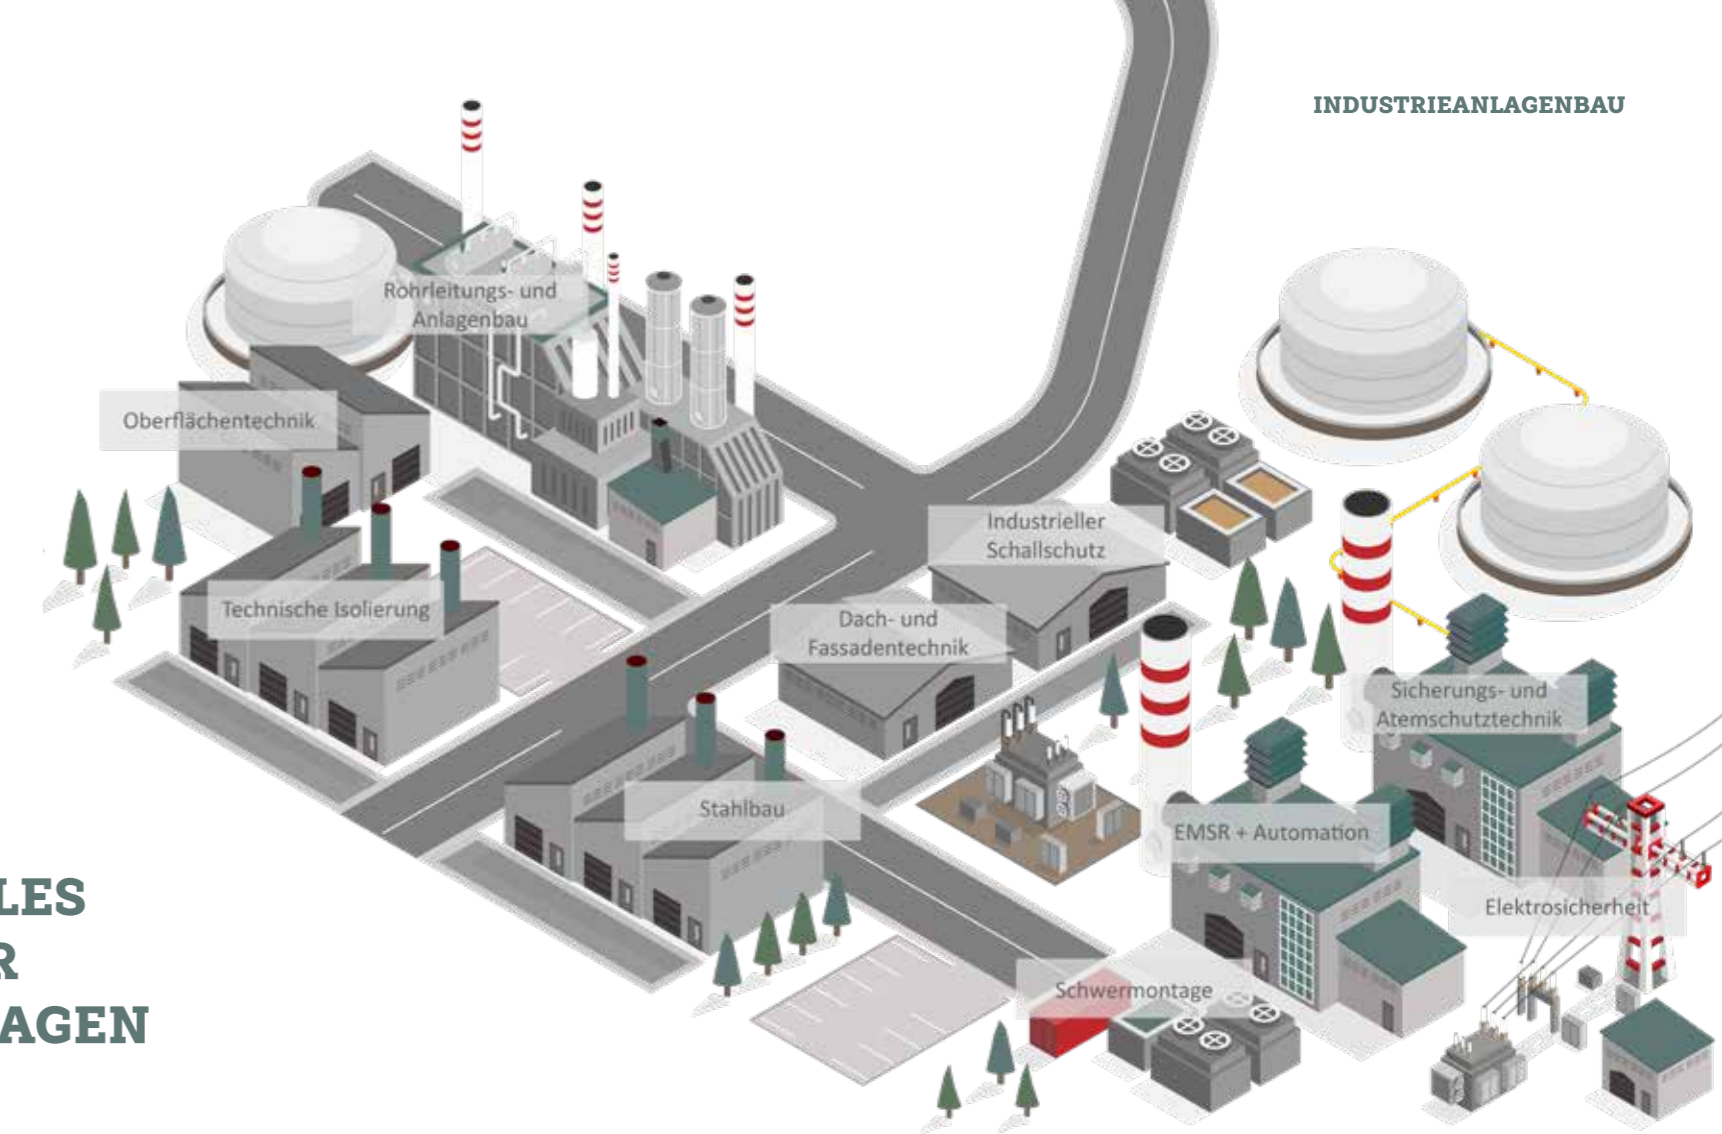 INDUSTRIEANLAGENBAU
Rohrleitungs- und
Anlagenbau
Oberflächentechnik
Industrieller
Schallschutz
Technische Isolierung
Dach- und
Fassadentechnik
Sicherungs- und
Atemschutztechnik
Stahlbau
EMSR + Automation
Elektrosicherheit
Schwermontage
LES
R
AGEN